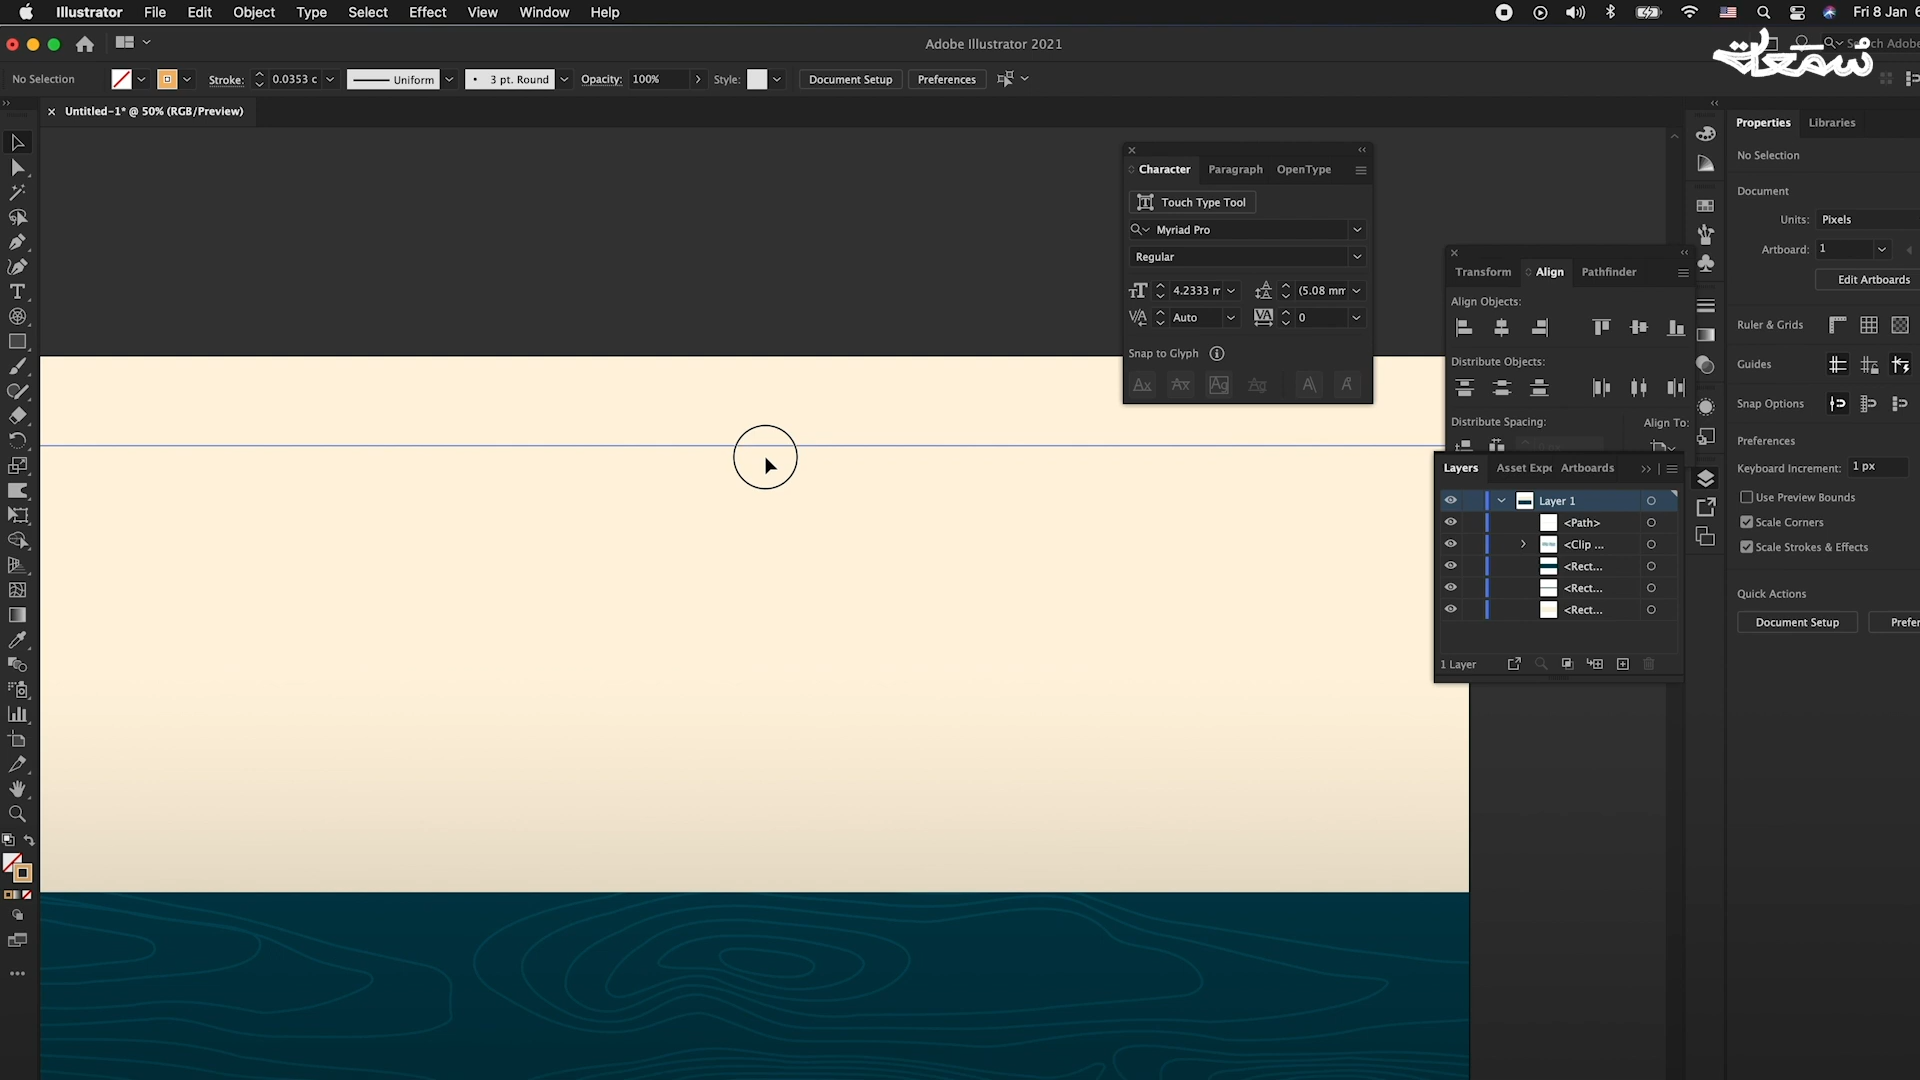 Illustrator File Edit Object Type Select Effect View Window Help
Fri 8 Jan
Adobe Illustrator 2021
نسمعك
No Selection
Stroke: 0.0353 c Uniform 3 pt. Round Opacity: 100% Style: Document Setup Preferences
Untitled-1* @ 50% (RGB/Preview)
Character Paragraph OpenType
Touch Type Tool
Myriad Pro
Regular
4.2333 (5.08 mm
Auto 0
Snap to Glyph
Transform Align Pathfinder
Align Objects:
Distribute Objects:
Distribute Spacing: Align To:
Layers Asset Expo Artboards
Layer 1
<Path>
<Clip ...
<Rect...
<Rect...
<Rect...
1 Layer
Properties Libraries
No Selection
Document
Units: Pixels
Artboard: 1
Edit Artboards
Ruler & Grids
Guides
Snap Options
Preferences
Keyboard Increment: 1 px
Use Preview Bounds
Scale Corners
Scale Strokes & Effects
Quick Actions
Document Setup Prefer